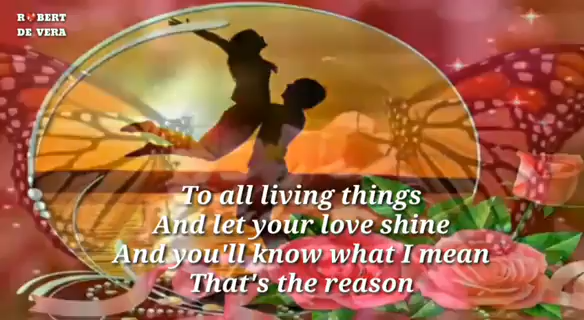 R BERT
DE VERA
To all living things
And let your love shine
And you'll know what I mean
That's the reason